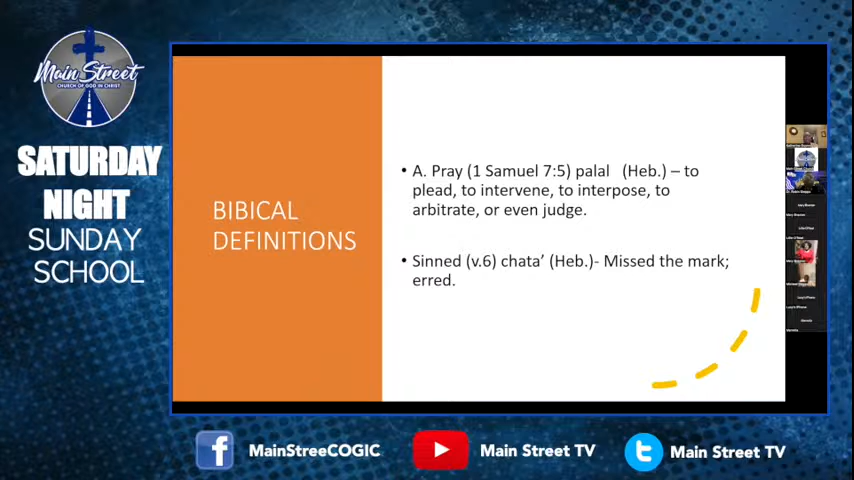 Main Street
CHURCH OF GOD IN CHRIST
SATURDAY
NIGHT
SUNDAY
SCHOOL
BIBICAL
DEFINITIONS
• A. Pray (1 Samuel 7:5) palal (Heb.) – to
plead, to intervene, to interpose, to
arbitrate, or even judge.
• Sinned (v.6) chata’ (Heb.)- Missed the mark;
erred.
MainStreeCOGIC
Main Street TV
Main Street TV